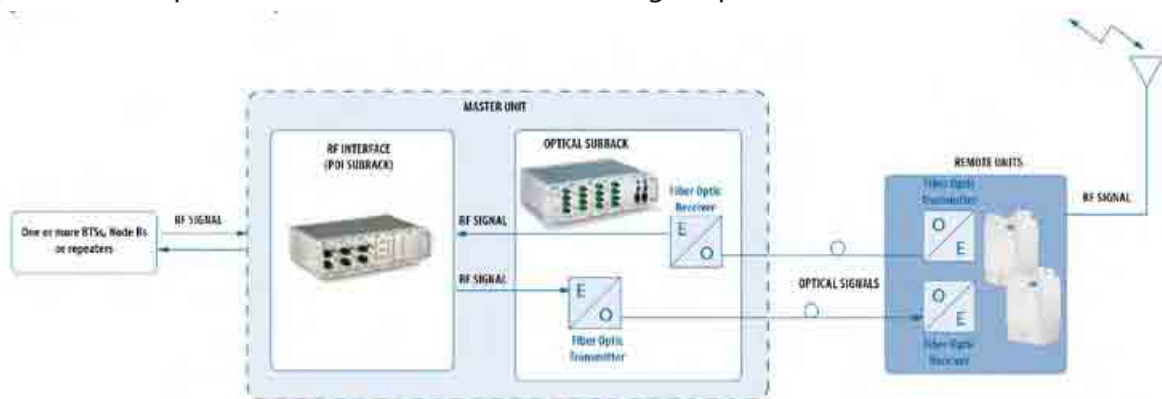 MASTER UNIT
RF INTERFACE
(POI SUBRACK)
OPTICAL SUBRACK
REMOTE UNITS
Fiber Optic
Receiver
Fiber Optic
Transmitter
RF SIGNAL
One or more BTSs, Node Bs
or repeaters
RF SIGNAL
RF SIGNAL
E
O
O
E
RF SIGNAL
E
O
OPTICAL SIGNALS
O
E
Fiber Optic
Transmitter
Fiber Optic
Receiver